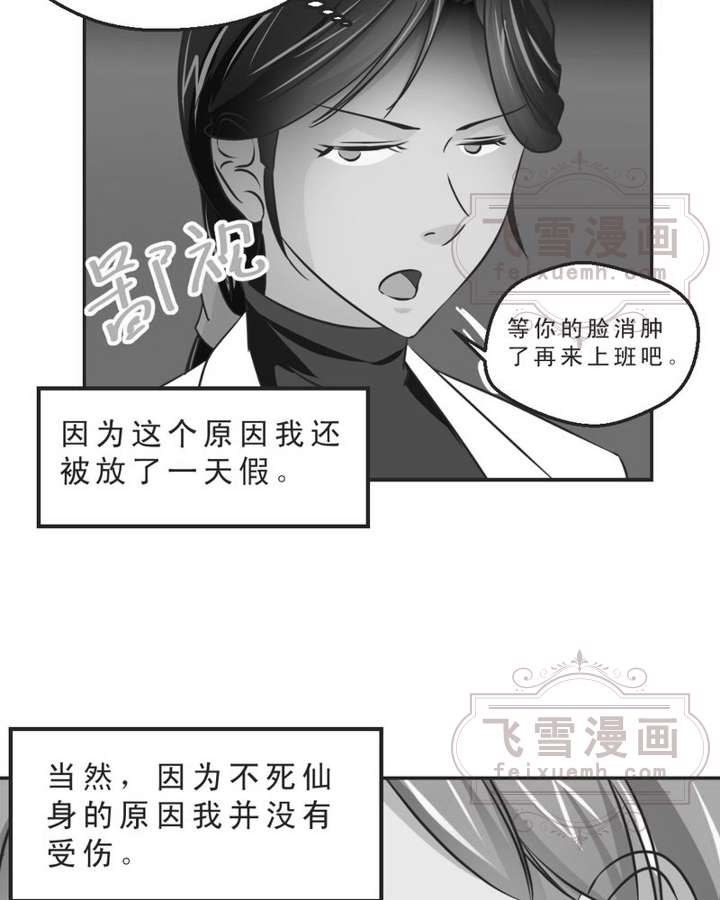 鄙视
飞雪漫画
feixuemh.com
等你的脸消肿
了再来上班吧。
因为这个原因我还
被放了一天假。
飞雪漫画
feixuemh.com
当然，因为不死仙
身的原因我并没有
受伤。